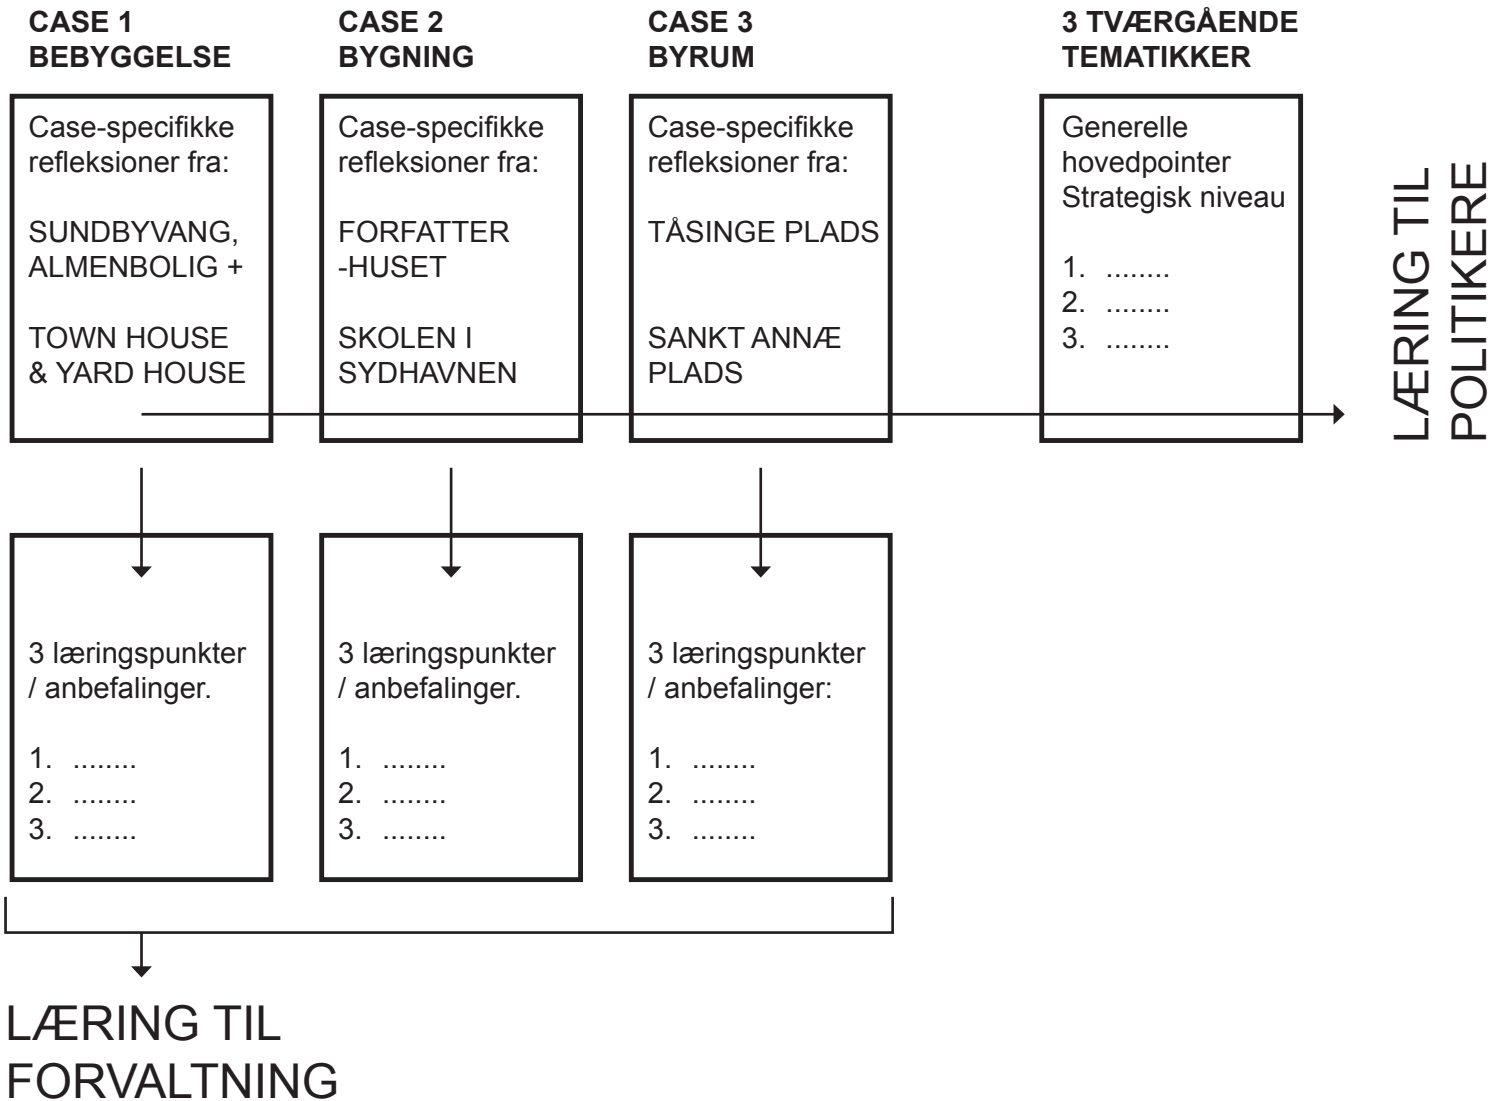 CASE 1
BEBYGGELSE
Case-specifikke
refleksioner fra:
SUNDBYVANG,
ALMENBOLIG +
TOWN HOUSE
& YARD HOUSE
CASE 2
BYGNING
Case-specifikke
refleksioner fra:
FORFATTER
-HUSET
SKOLEN I
SYDHAVNEN
CASE 3
BYRUM
Case-specifikke
refleksioner fra:
TÅSINGE PLADS
SANKT ANNÆ
PLADS
3 TVÆRGÅENDE
TEMATIKKER
Generelle
hovedpointer
Strategisk niveau
1. ........
2. ........
3. ........
LÆRING TIL
POLITIKERE
3 læringspunkter
/ anbefalinger.
1. ........
2. ........
3. ........
3 læringspunkter
/ anbefalinger.
1. ........
2. ........
3. ........
3 læringspunkter
/ anbefalinger:
1. ........
2. ........
3. ........
LÆRING TIL
FORVALTNING